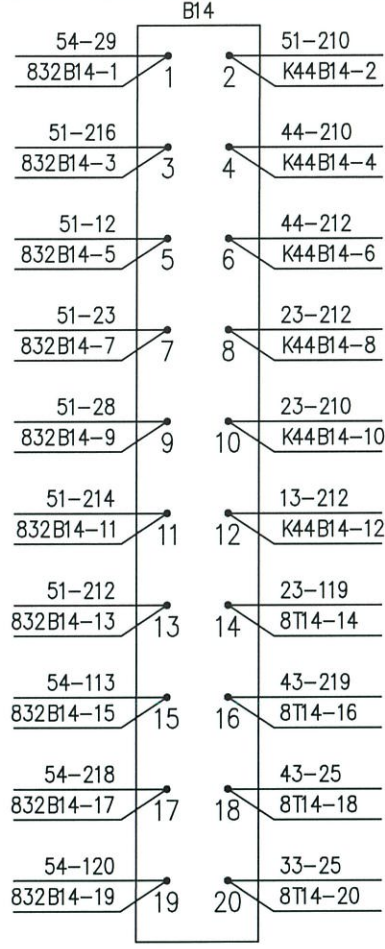 B14
54-29 51-210
832B14-1 1 2 K44B14-2
51-216 44-210
832B14-3 3 4 K44B14-4
51-12 44-212
832B14-5 5 6 K44B14-6
51-23 23-212
832B14-7 7 8 K44B14-8
51-28 23-210
832B14-9 9 10 K44B14-10
51-214 13-212
832B14-11 11 12 K44B14-12
51-212 23-119
832B14-13 13 14 8T14-14
54-113 43-219
832B14-15 15 16 8T14-16
54-218 43-25
832B14-17 17 18 8T14-18
54-120 33-25
832B14-19 19 20 8T14-20